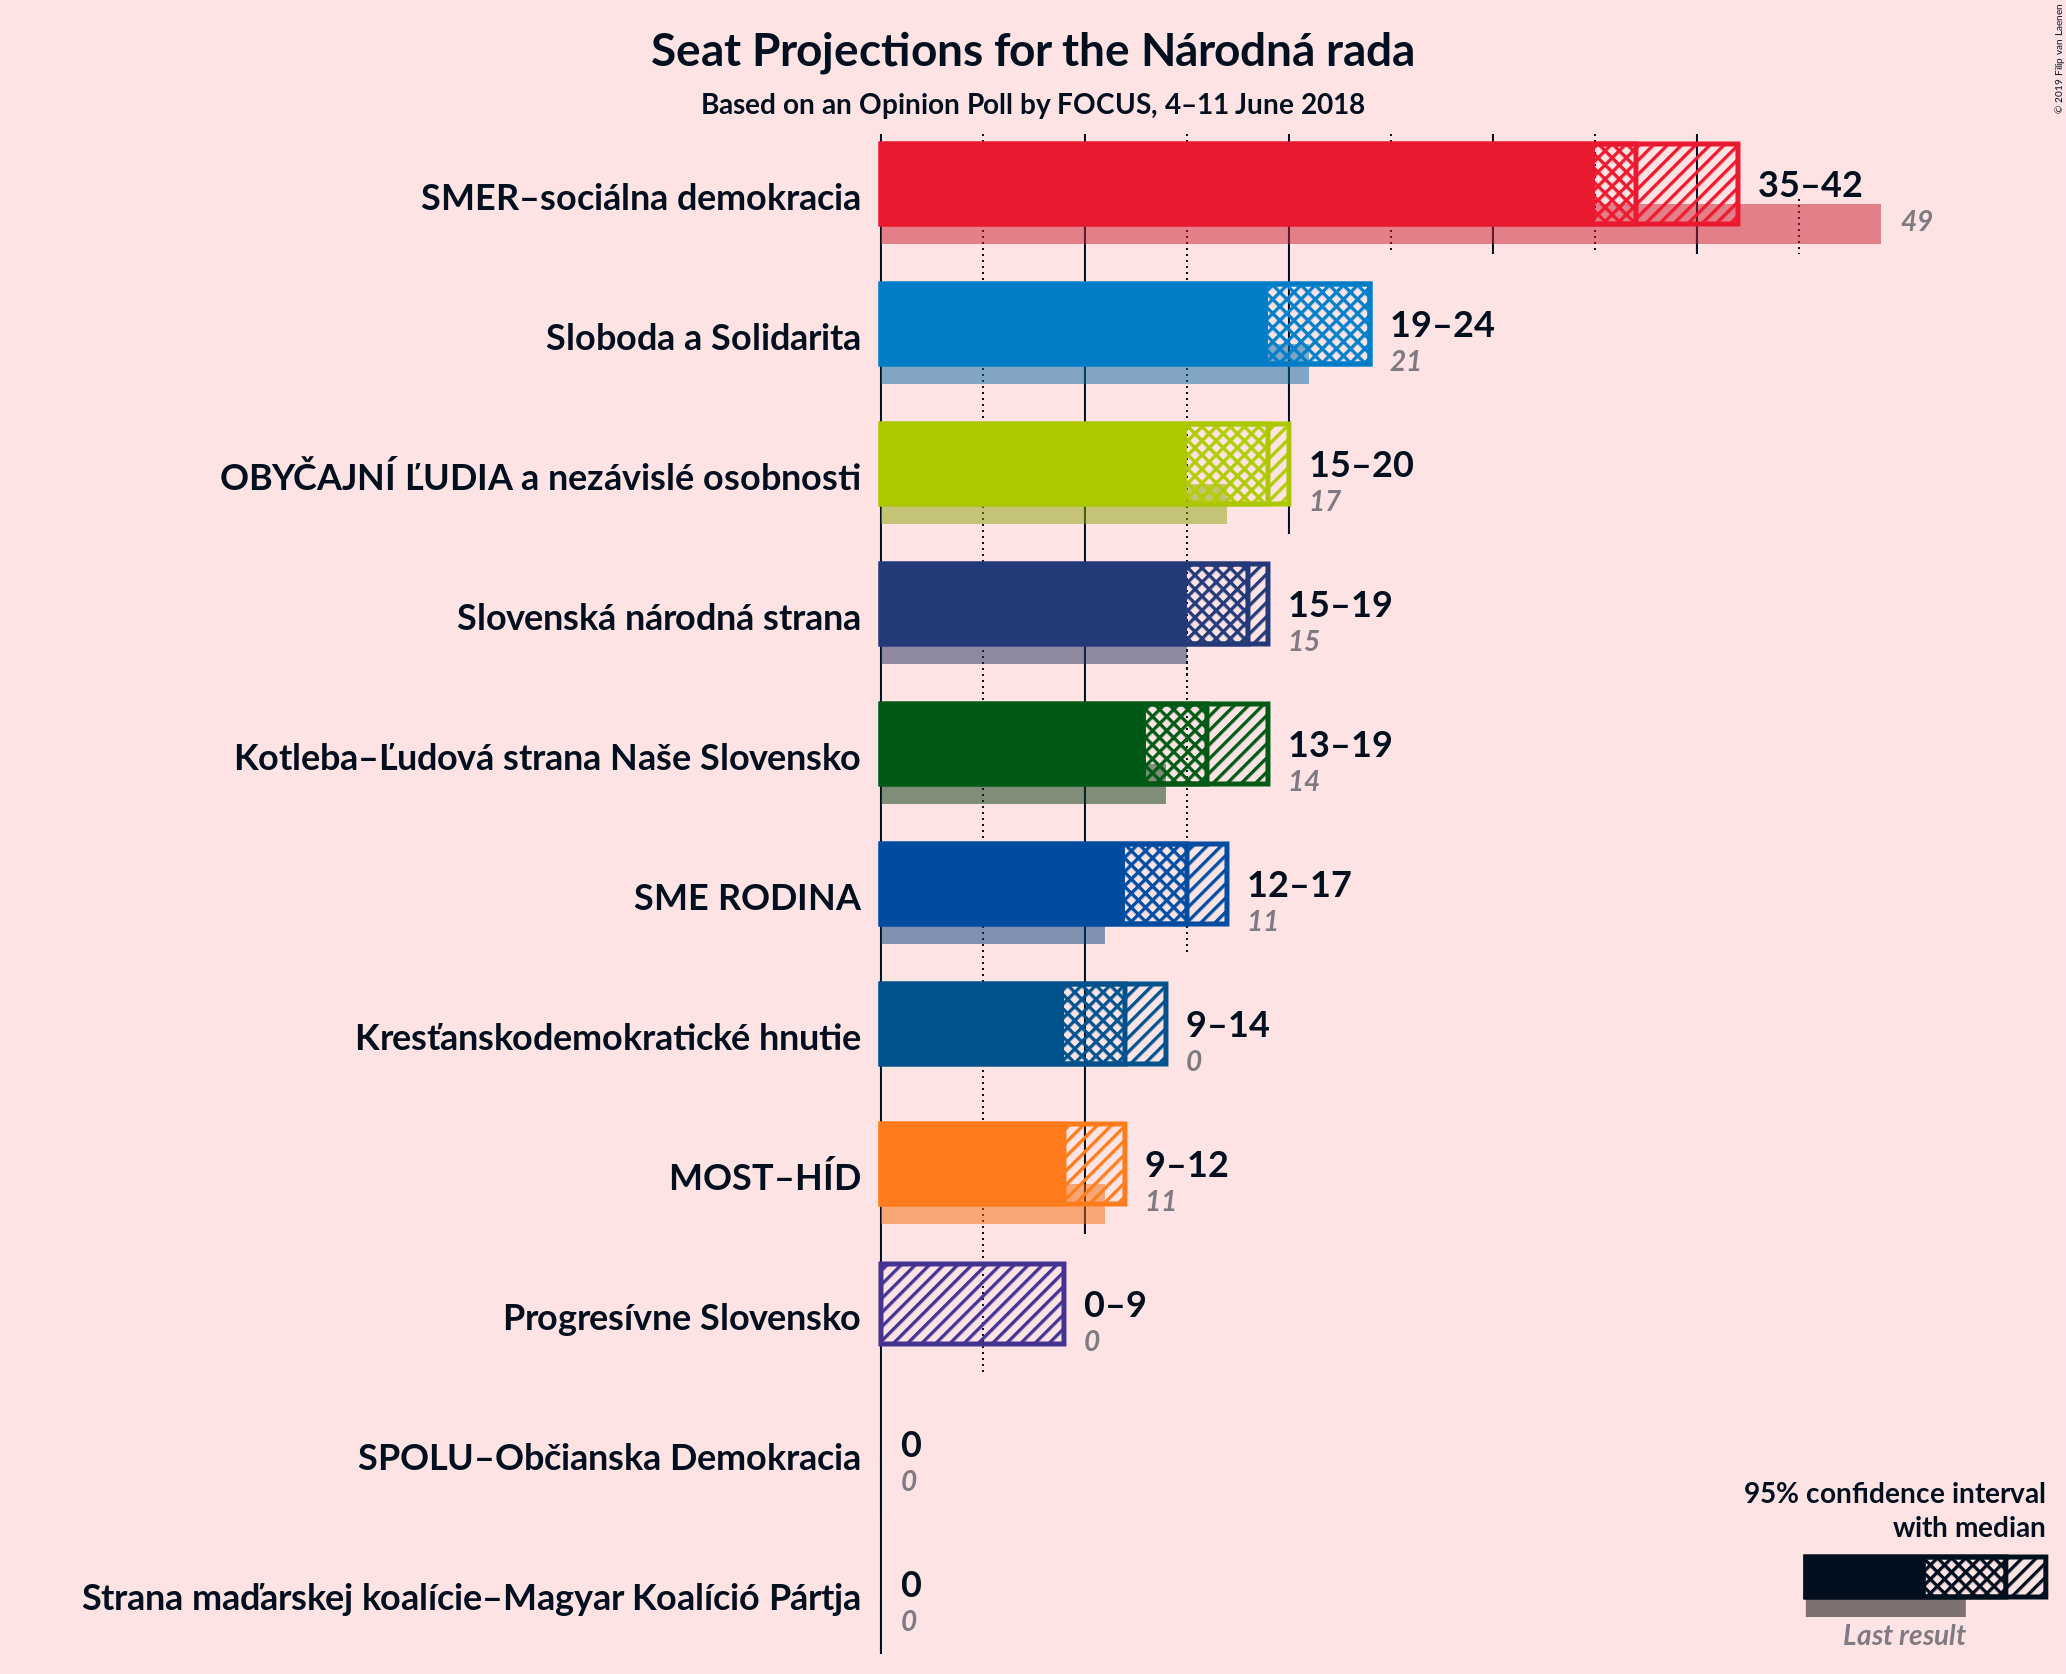 Seat Projections for the Národná rada
Based on an Opinion Poll by FOCUS, 4–11 June 2018
© 2019 Filip van Laenen
SMER–sociálna demokracia
35–42
49
Sloboda a Solidarita
19–24
21
OBYČAJNÍ ĽUDIA a nezávislé osobnosti
15–20
17
Slovenská národná strana
15–19
15
Kotleba–Ľudová strana Naše Slovensko
13–19
14
SME RODINA
12–17
11
Kresťanskodemokratické hnutie
9–14
0
MOST–HÍD
9–12
11
Progresívne Slovensko
0–9
0
SPOLU–Občianska Demokracia
0
0
Strana maďarskej koalície–Magyar Koalíció Pártja
0
0
95% confidence interval
with median
Last result